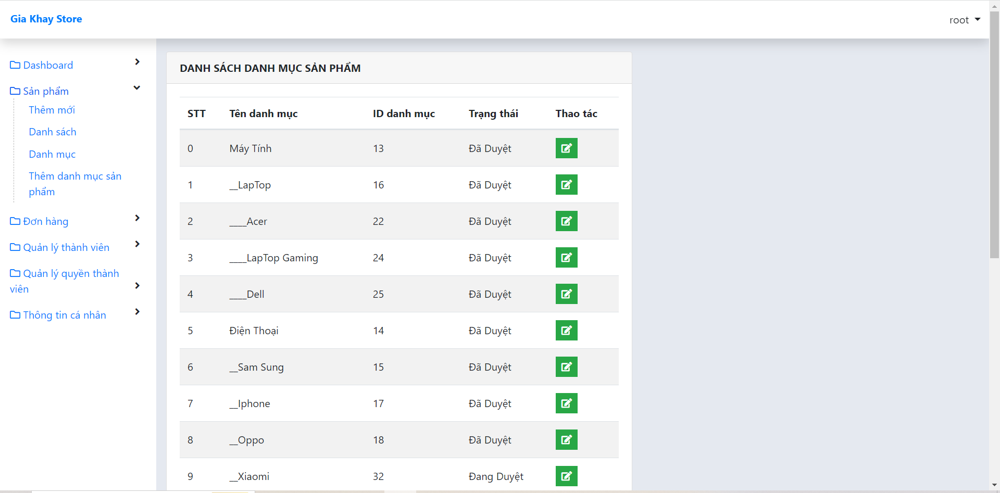 Gia Khay Store
root
Dashboard
Sản phẩm
Thêm mới
Danh sách
Danh mục
Thêm danh mục sản
phẩm
Đơn hàng
Quản lý thành viên
Quản lý quyền thành
viên
Thông tin cá nhân
DANH SÁCH DANH MỤC SẢN PHẨM
STT Tên danh mục ID danh mục Trạng thái Thao tác
0 Máy Tính 13 Đã Duyệt
1 __LapTop 16 Đã Duyệt
2 ____Acer 22 Đã Duyệt
3 ____LapTop Gaming 24 Đã Duyệt
4 ____Dell 25 Đã Duyệt
5 Điện Thoại 14 Đã Duyệt
6 __Sam Sung 15 Đã Duyệt
7 __Iphone 17 Đã Duyệt
8 __Oppo 18 Đã Duyệt
9 __Xiaomi 32 Đang Duyệt